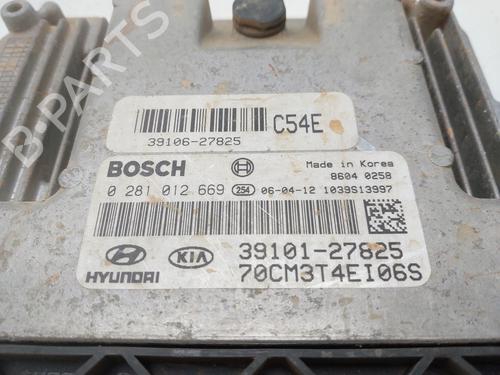 39106-27825
C54E
BOSCH
Made in Korea
8604 0258
0 281 012 669 254 06-04-12 1039S13997
HYUNDAI
KIA
39101-27825
70CM3T4EI06S